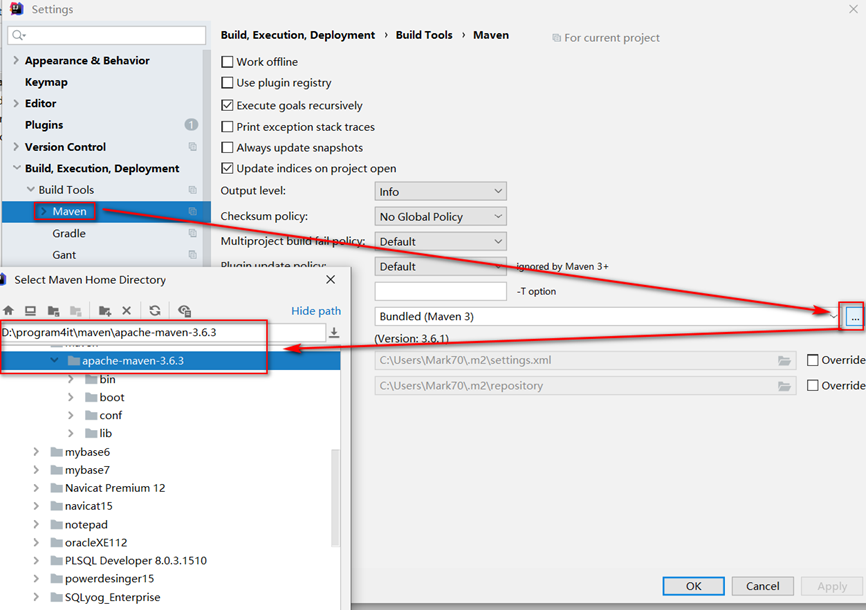 Settings
Build, Execution, Deployment › Build Tools › Maven For current project
Appearance & Behavior
Keymap
Editor
Plugins 1
Version Control
Build, Execution, Deployment
Build Tools
Maven
Gradle
Gant
Work offline
Use plugin registry
Execute goals recursively
Print exception stack traces
Always update snapshots
Update indices on project open
Output level: Info
Checksum policy: No Global Policy
Multiproject build fail policy: Default
Plugin update policy: Default ignored by Maven 3+
-T option
Bundled (Maven 3) ...
(Version: 3.6.1)
C:\Users\Mark70\.m2\settings.xml Override
C:\Users\Mark70\.m2\repository Override
Select Maven Home Directory
Hide path
D:\program4it\maven\apache-maven-3.6.3
maven
apache-maven-3.6.3
bin
boot
conf
lib
mybase6
mybase7
Navicat Premium 12
navicat15
notepad
oracleXE112
PLSQL Developer 8.0.3.1510
powerdesinger15
SQLyog_Enterprise
OK Cancel Apply